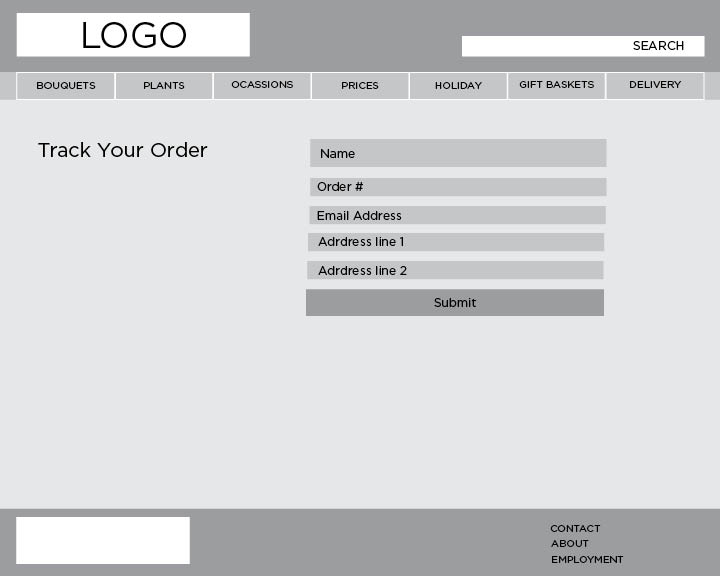 LOGO
SEARCH
BOUQUETS PLANTS OCASSIONS PRICES HOLIDAY GIFT BASKETS DELIVERY
Track Your Order
Name
Order #
Email Address
Adrdress line 1
Adrdress line 2
Submit
CONTACT
ABOUT
EMPLOYMENT